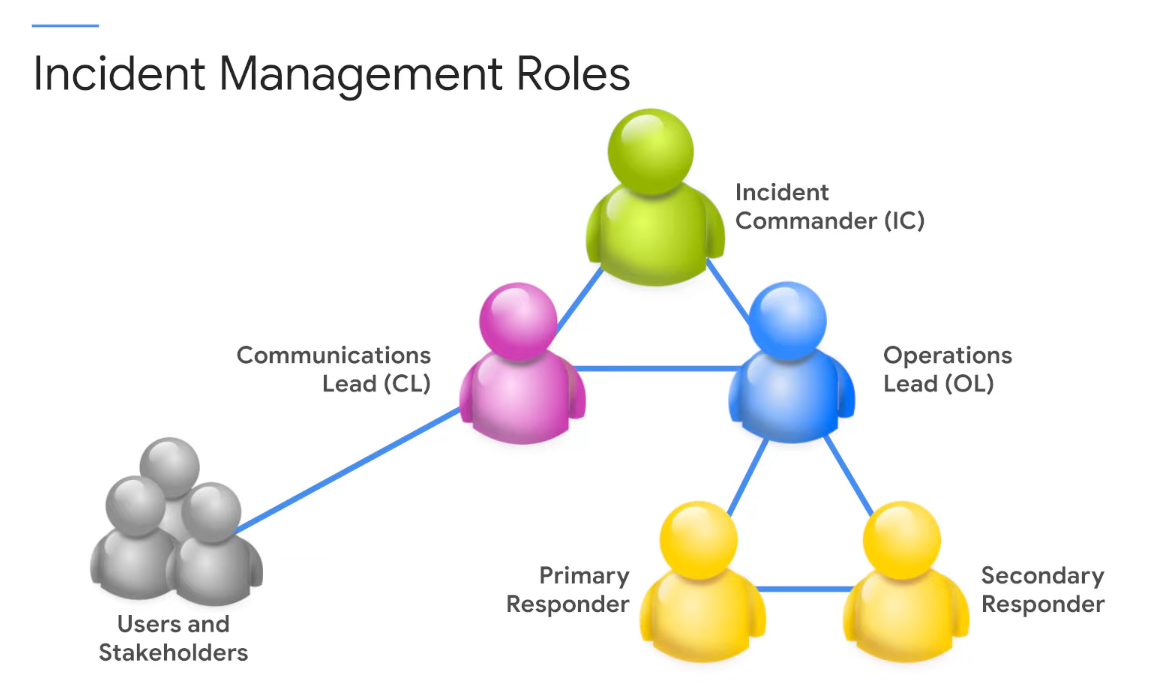 Incident Management Roles
Incident
Commander (IC)
Communications
Lead (CL)
Operations
Lead (OL)
Users and
Stakeholders
Primary
Responder
Secondary
Responder